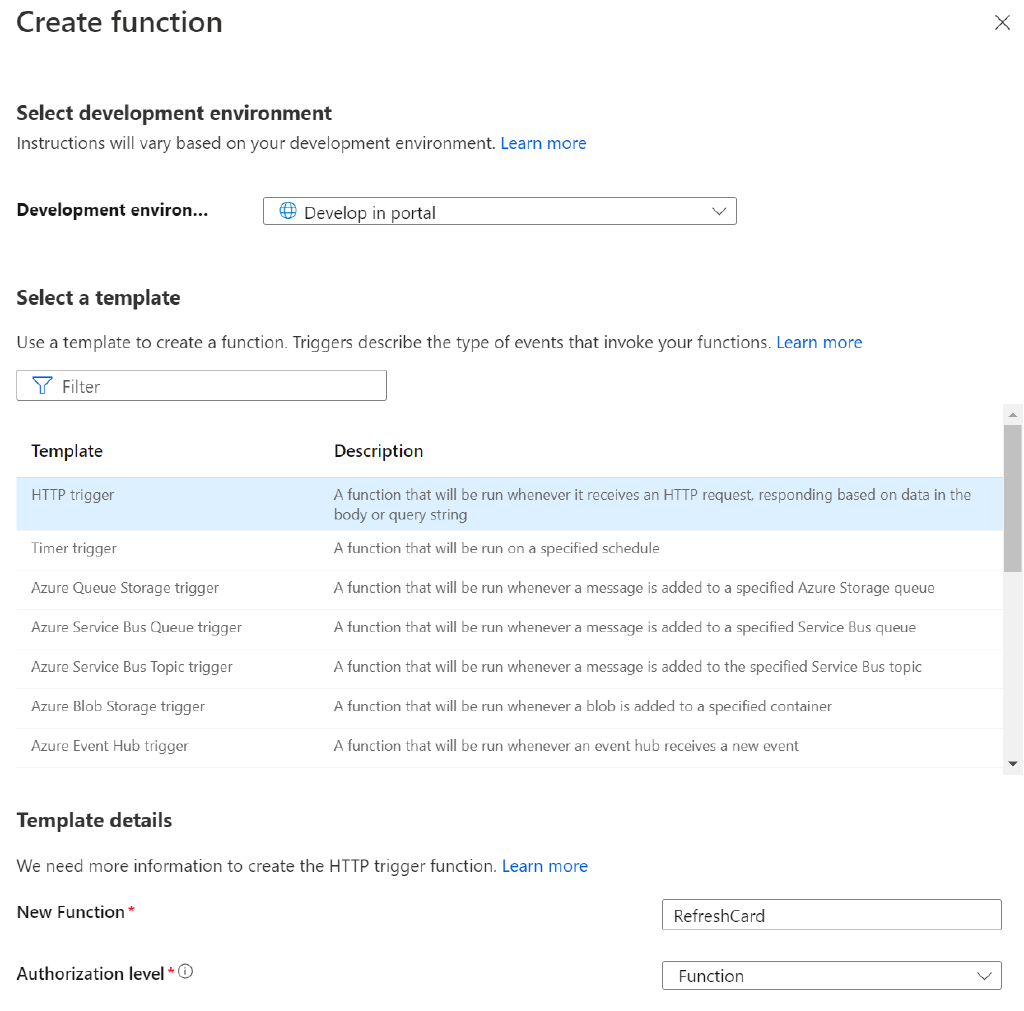 Create function
Select development environment
Instructions will vary based on your development environment. Learn more
Development environ...
Develop in portal
Select a template
Use a template to create a function. Triggers describe the type of events that invoke your functions. Learn more
Filter
Template Description
HTTP trigger A function that will be run whenever it receives an HTTP request, responding based on data in the
body or query string
Timer trigger A function that will be run on a specified schedule
Azure Queue Storage trigger A function that will be run whenever a message is added to a specified Azure Storage queue
Azure Service Bus Queue trigger A function that will be run whenever a message is added to a specified Service Bus queue
Azure Service Bus Topic trigger A function that will be run whenever a message is added to the specified Service Bus topic
Azure Blob Storage trigger A function that will be run whenever a blob is added to a specified container
Azure Event Hub trigger A function that will be run whenever an event hub receives a new event
Template details
We need more information to create the HTTP trigger function. Learn more
New Function* RefreshCard
Authorization level* Function